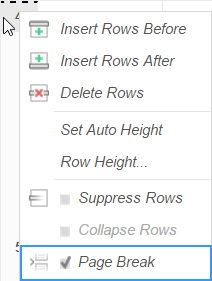 Insert Rows Before
Insert Rows After
Delete Rows
Set Auto Height
Row Height...
Suppress Rows
Collapse Rows
Page Break